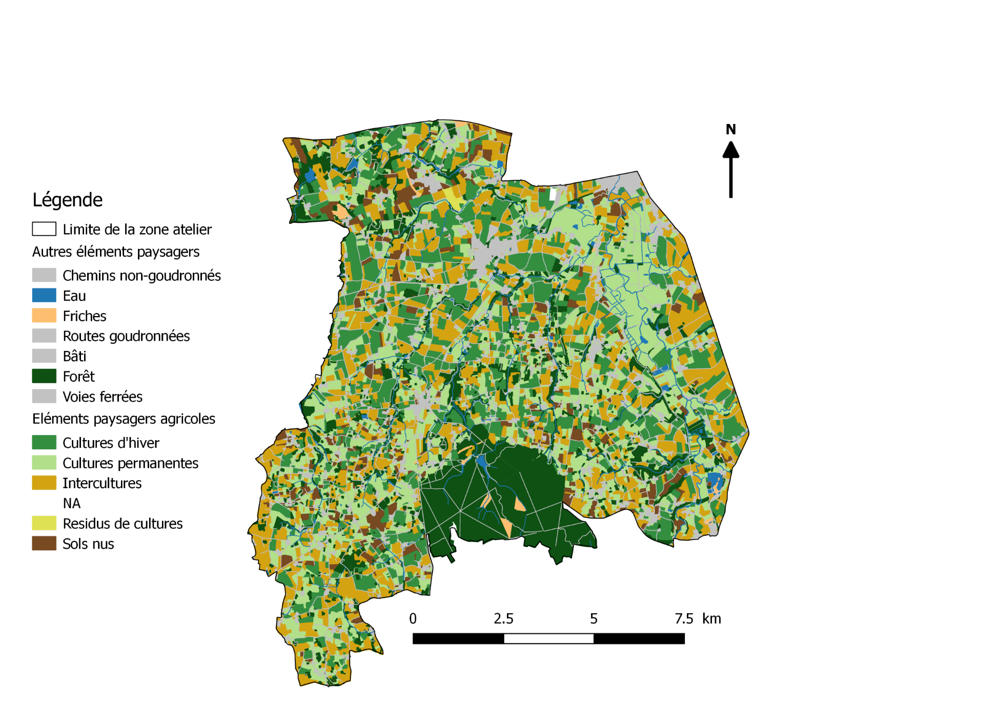 Légende
Limite de la zone atelier
Autres éléments paysagers
Chemins non-goudronnés
Eau
Friches
Routes goudronnées
Bâti
Forêt
Voies ferrées
Eléments paysagers agricoles
Cultures d'hiver
Cultures permanentes
Intercultures
NA
Residus de cultures
Sols nus
N
0 2.5 5 7.5 km